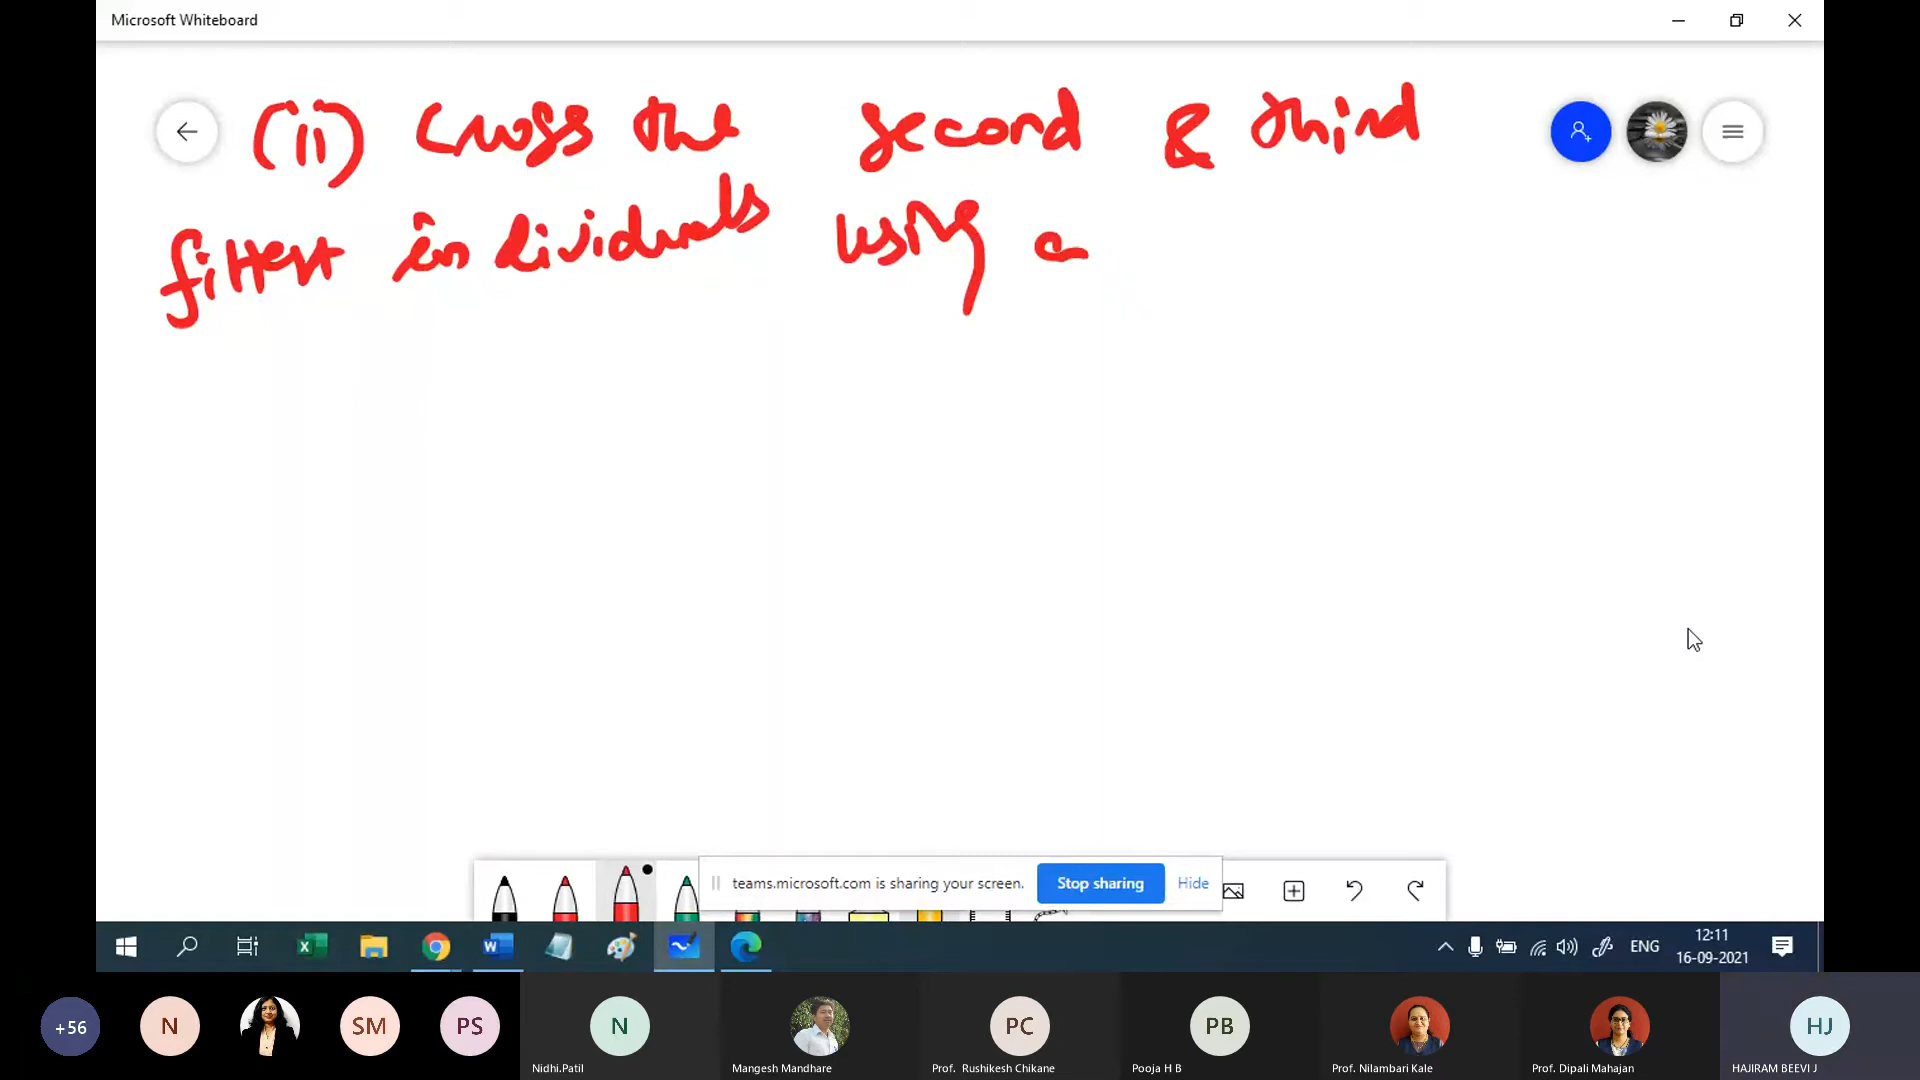 Microsoft Whiteboard
(ii) Cross the second & third
fittest individuals using a
teams.microsoft.com is sharing your screen.
Stop sharing
Hide
ENG
12:11
16-09-2021
+56
N
SM
PS
N
PC
PB
HJ
Nidhi.Patil
Mangesh Mandhare
Prof. Rushikesh Chikane
Pooja H B
Prof. Nilambari Kale
Prof. Dipali Mahajan
HAJIRAM BEEVI J